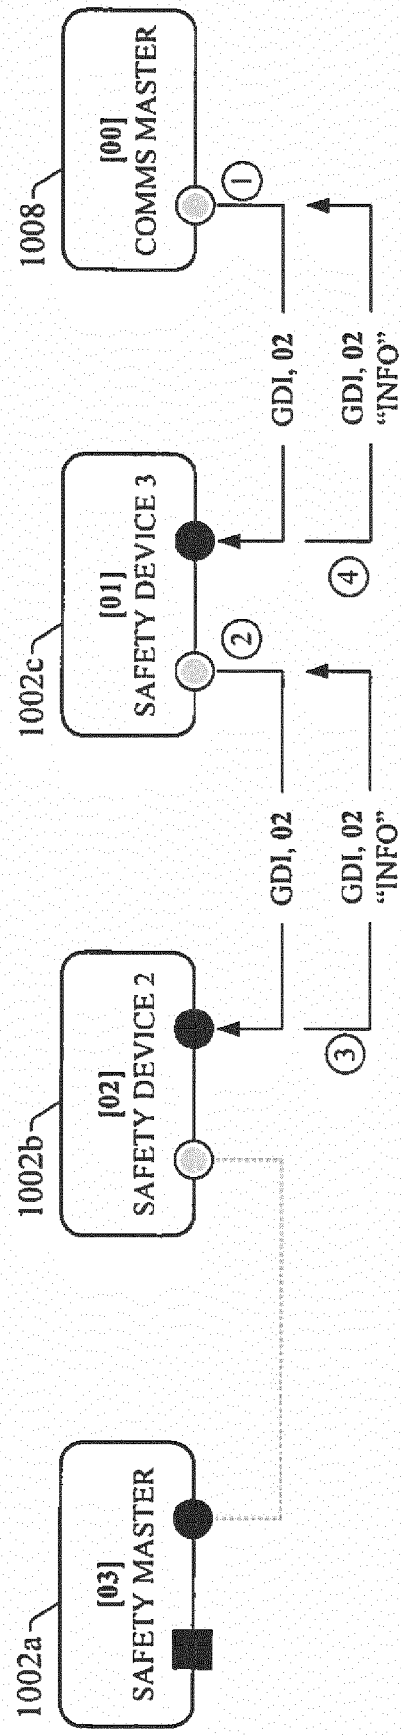 1002a
[03]
SAFETY MASTER
1002b
[02]
SAFETY DEVICE 2
1002c
[01]
SAFETY DEVICE 3
1008
[00]
COMMS MASTER
3
2
4
1
GDI, 02
GDI, 02
GDI, 02
"INFO"
GDI, 02
"INFO"